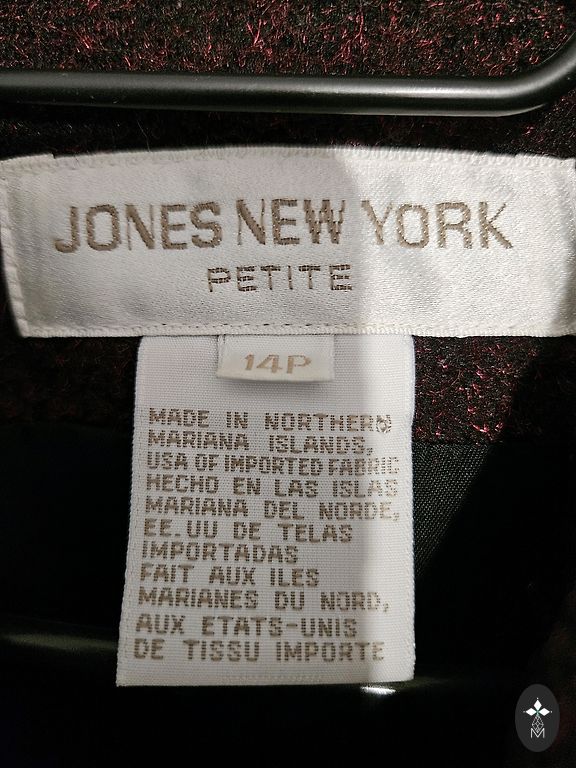 JONES NEW YORK
PETITE
14P
MADE IN NORTHERN
MARIANA ISLANDS,
USA OF IMPORTED FABRIC
HECHO EN LAS ISLAS
MARIANA DEL NORDE,
EE.UU DE TELAS
IMPORTADAS
FAIT AUX ILES
MARIANES DU NORD,
AUX ETATS-UNIS
DE TISSU IMPORTE
M